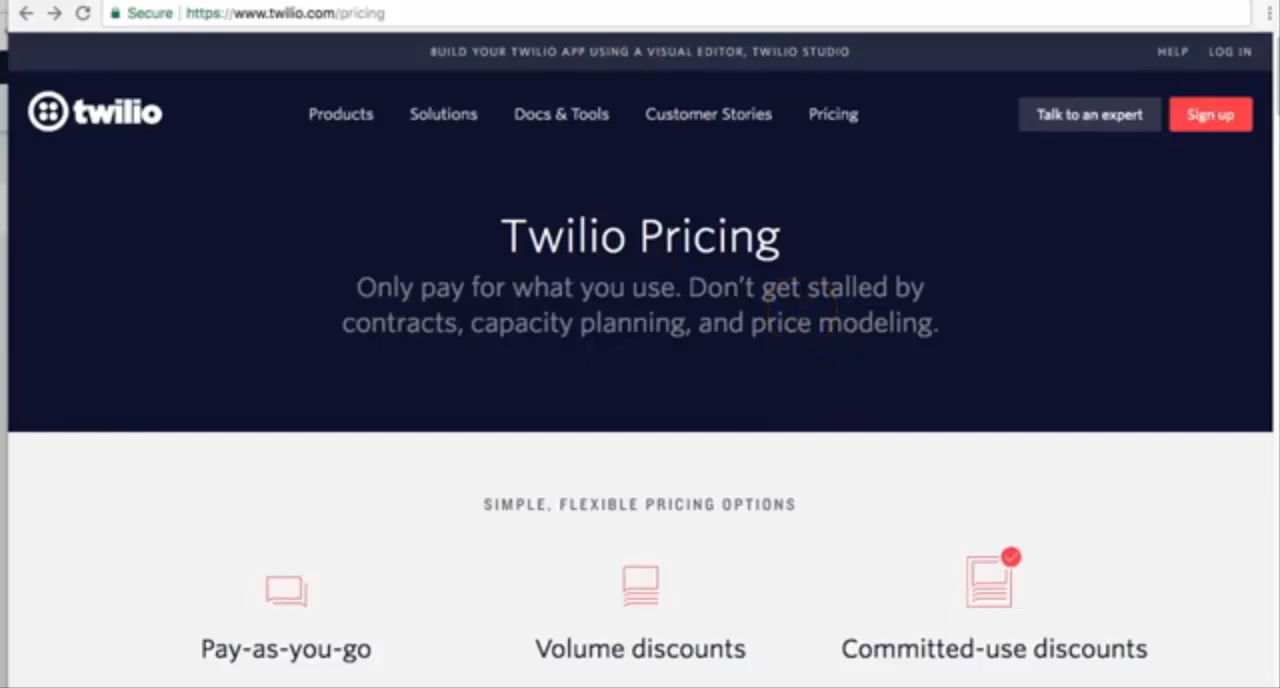 Secure | https://www.twilio.com/pricing
BUILD YOUR TWILIO APP USING A VISUAL EDITOR, TWILIO STUDIO
HELP LOG IN
twilio
Products Solutions Docs & Tools Customer Stories Pricing
Talk to an expert Sign up
Twilio Pricing
Only pay for what you use. Don't get stalled by
contracts, capacity planning, and price modeling.
SIMPLE, FLEXIBLE PRICING OPTIONS
Pay-as-you-go Volume discounts Committed-use discounts